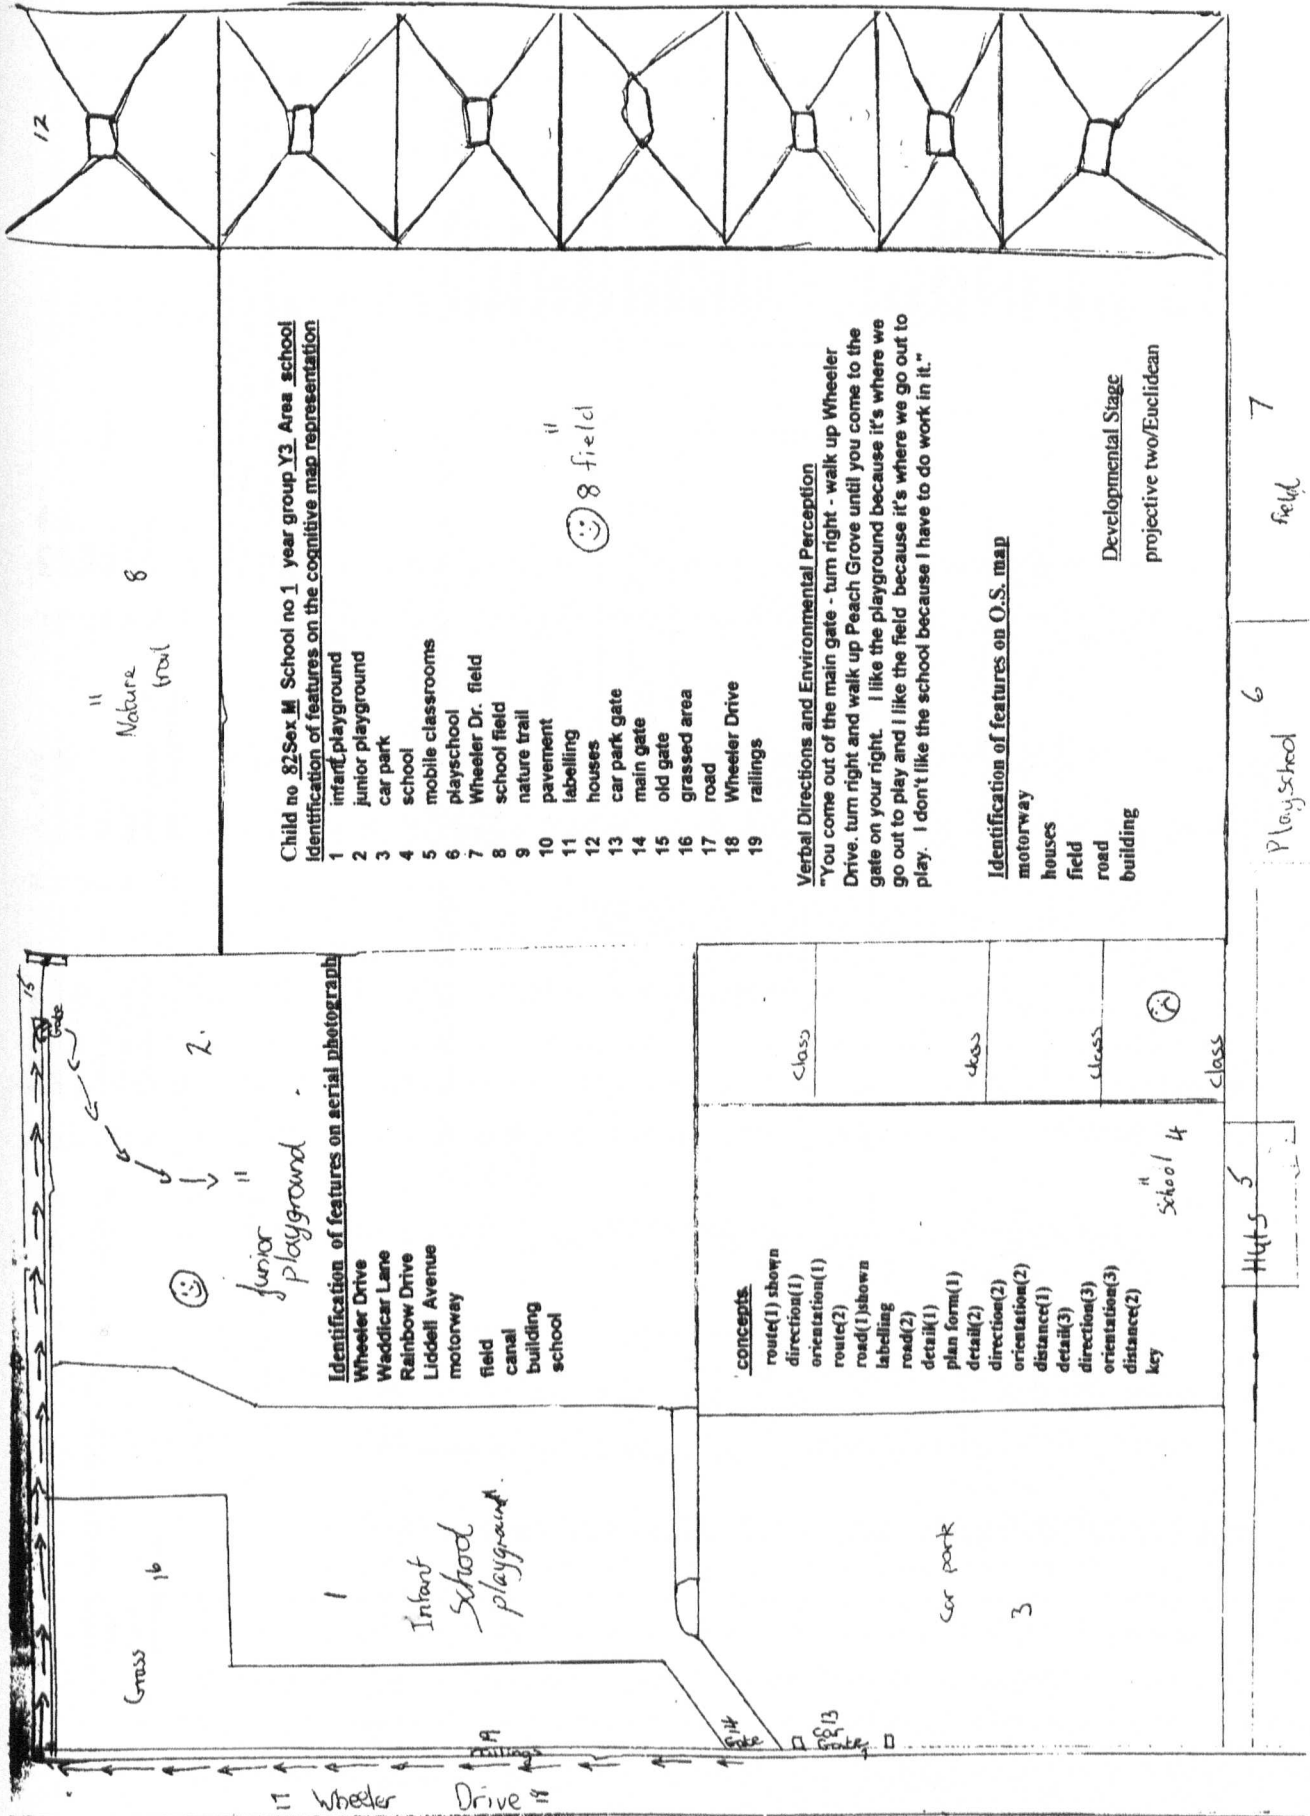 12
Nature
trail
"
8
Child no 82Sex M School no 1 year group Y3 Area school
Identification of features on the cognitive map representation
1 infant playground
2 junior playground
3 car park
4 school
5 mobile classrooms
6 playschool
7 Wheeler Dr. field
8 school field
9 nature trail
10 pavement
11 labelling
12 houses
13 car park gate
14 main gate
15 old gate
16 grassed area
17 road
18 Wheeler Drive
19 railings
8 field "
Verbal Directions and Environmental Perception
"You come out of the main gate - turn right - walk up Wheeler
Drive. turn right and walk up Peach Grove until you come to the
gate on your right. I like the playground because it's where we
go out to play and I like the field because it's where we go out to
play. I don't like the school because I have to do work in it."
Identification of features on O.S. map
motorway
houses
field
road
building
Developmental Stage
projective two/Euclidean
Playschool 6
field 7
15
Gate
2.
Junior "
playground
Identification of features on aerial photograph
Wheeler Drive
Waddicar Lane
Rainbow Drive
Liddell Avenue
motorway
field
canal
building
school
Class
class
class
class
concepts.
route(1) shown
direction(1)
orientation(1)
route(2)
road(1)shown
labelling
road(2)
detail(1)
plan form(1)
detail(2)
direction(2)
orientation(2)
distance(1)
detail(3)
direction(3)
orientation(3)
distance(2)
key
School " 4
Huts 5
Grass 16
1
Infant
School
playground.
Car park
3
Railings 19
Gate 14
Gate 13
17 Wheeler Drive 18